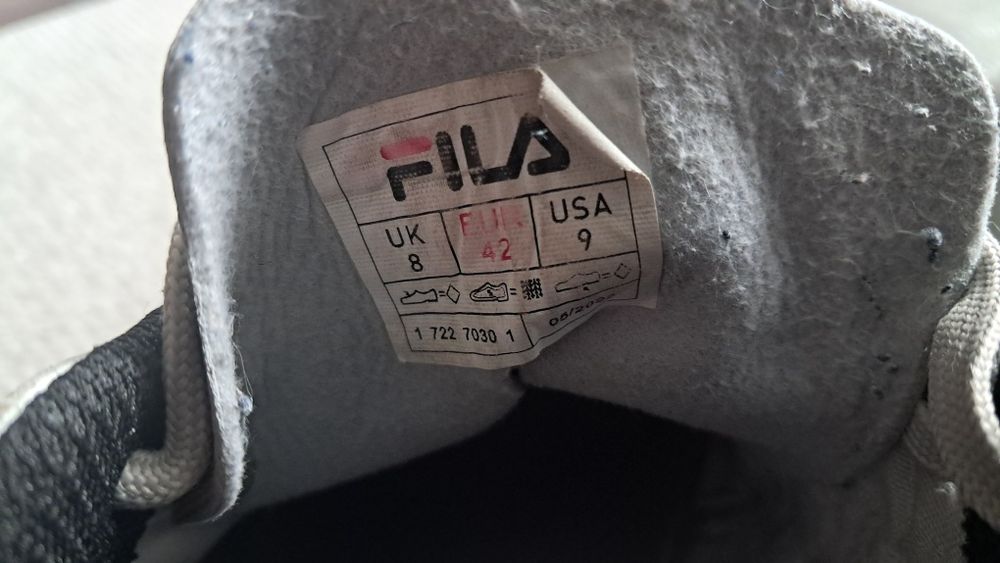 FILA
UK EUR USA
8 42 9
1 722 7030 1